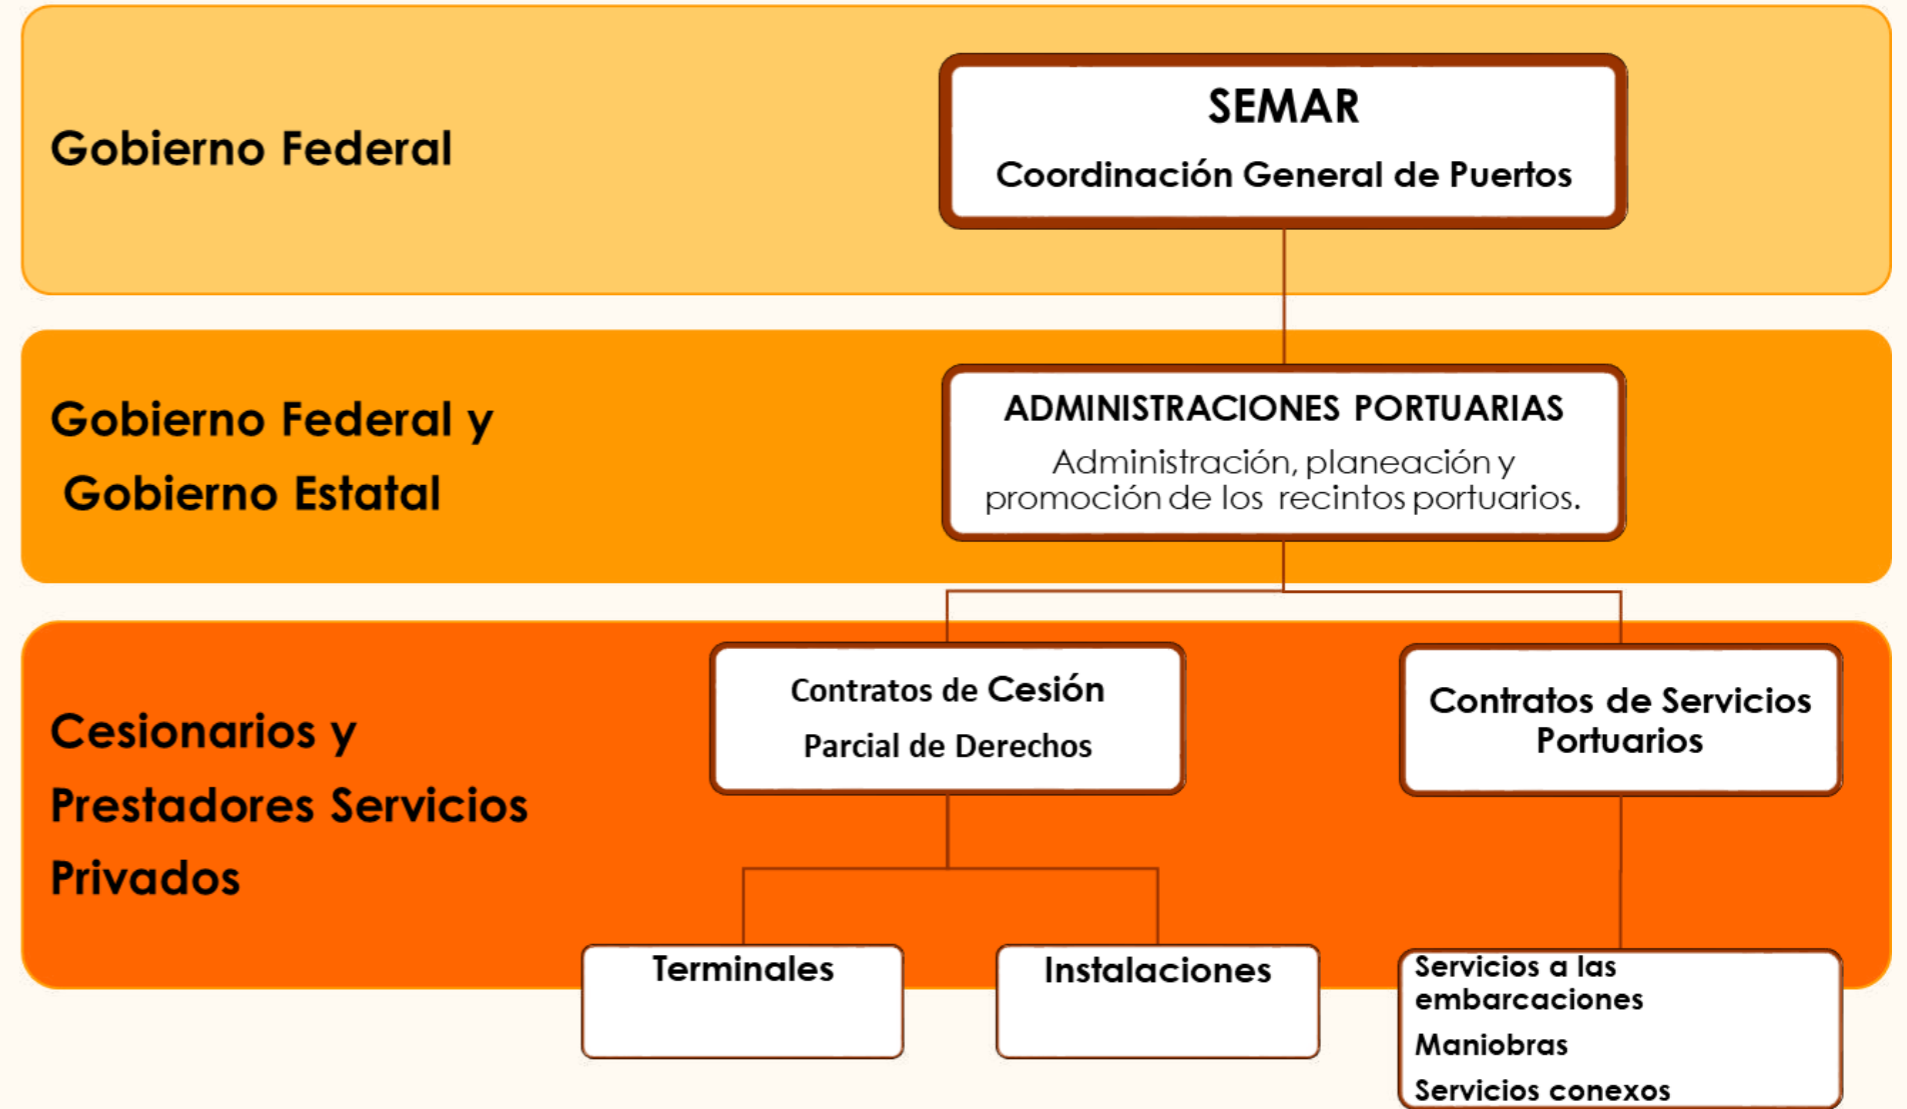 Gobierno Federal
SEMAR
Coordinación General de Puertos
Gobierno Federal y
Gobierno Estatal
ADMINISTRACIONES PORTUARIAS
Administración, planeación y
promoción de los recintos portuarios.
Cesionarios y
Prestadores Servicios
Privados
Contratos de Cesión
Parcial de Derechos
Contratos de Servicios
Portuarios
Terminales
Instalaciones
Servicios a las
embarcaciones
Maniobras
Servicios conexos